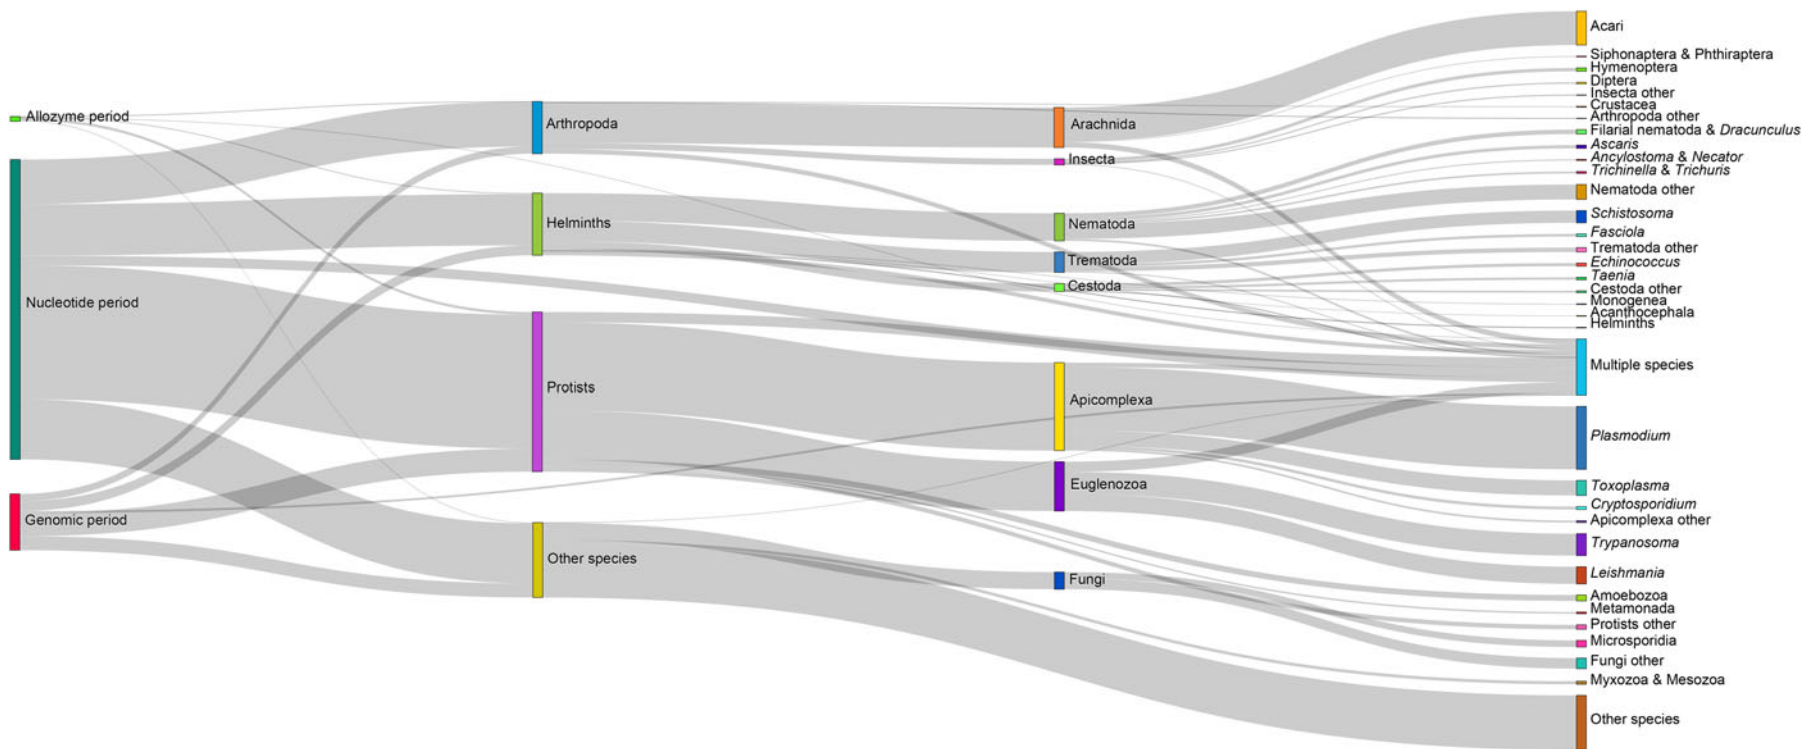 Allozyme period
Nucleotide period
Genomic period
Arthropoda
Helminths
Protists
Other species
Arachnida
Insecta
Nematoda
Trematoda
Cestoda
Apicomplexa
Euglenozoa
Fungi
Acari
Siphonaptera & Phthiraptera
Hymenoptera
Diptera
Insecta other
Crustacea
Arthropoda other
Filarial nematoda & Dracunculus
Ascaris
Ancylostoma & Necator
Trichinella & Trichuris
Nematoda other
Schistosoma
Fasciola
Trematoda other
Echinococcus
Taenia
Cestoda other
Monogenea
Acanthocephala
Helminths
Multiple species
Plasmodium
Toxoplasma
Cryptosporidium
Apicomplexa other
Trypanosoma
Leishmania
Amoebozoa
Metamonada
Protists other
Microsporidia
Fungi other
Myxozoa & Mesozoa
Other species